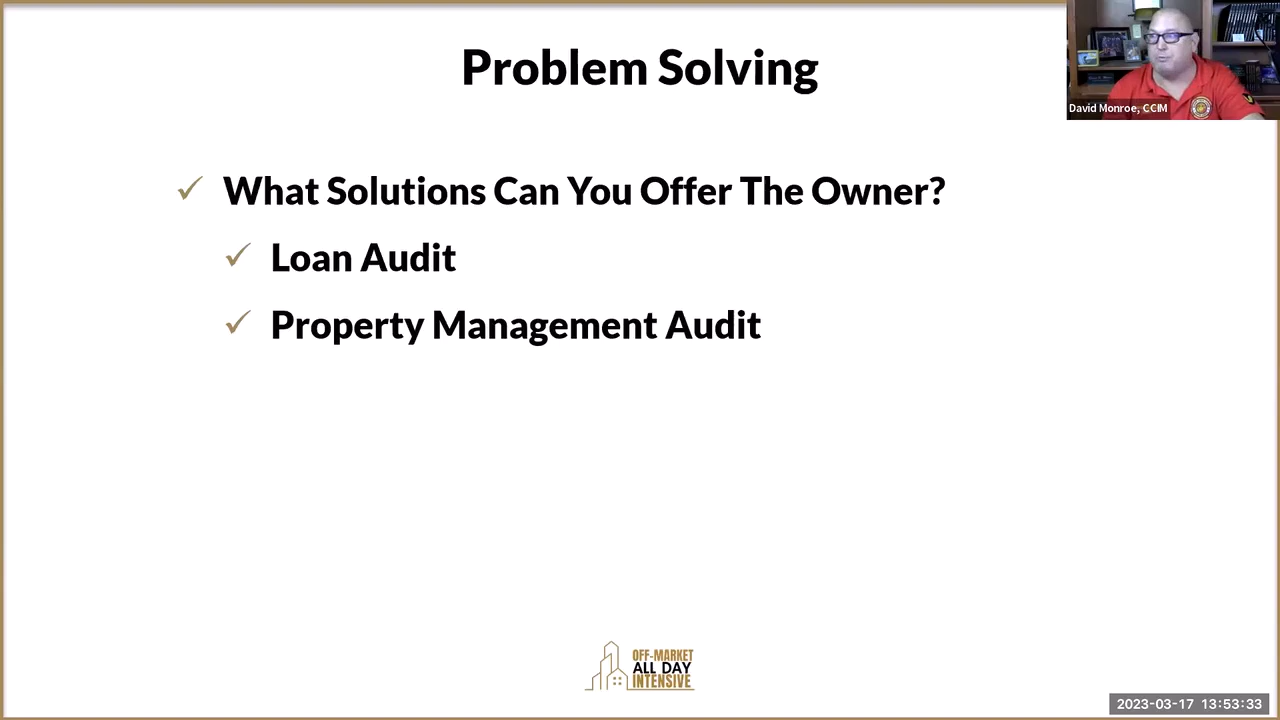 Problem Solving
David Monroe, CCIM
What Solutions Can You Offer The Owner?
Loan Audit
Property Management Audit
OFF-MARKET
ALL DAY
INTENSIVE
2023-03-17 13:53:33